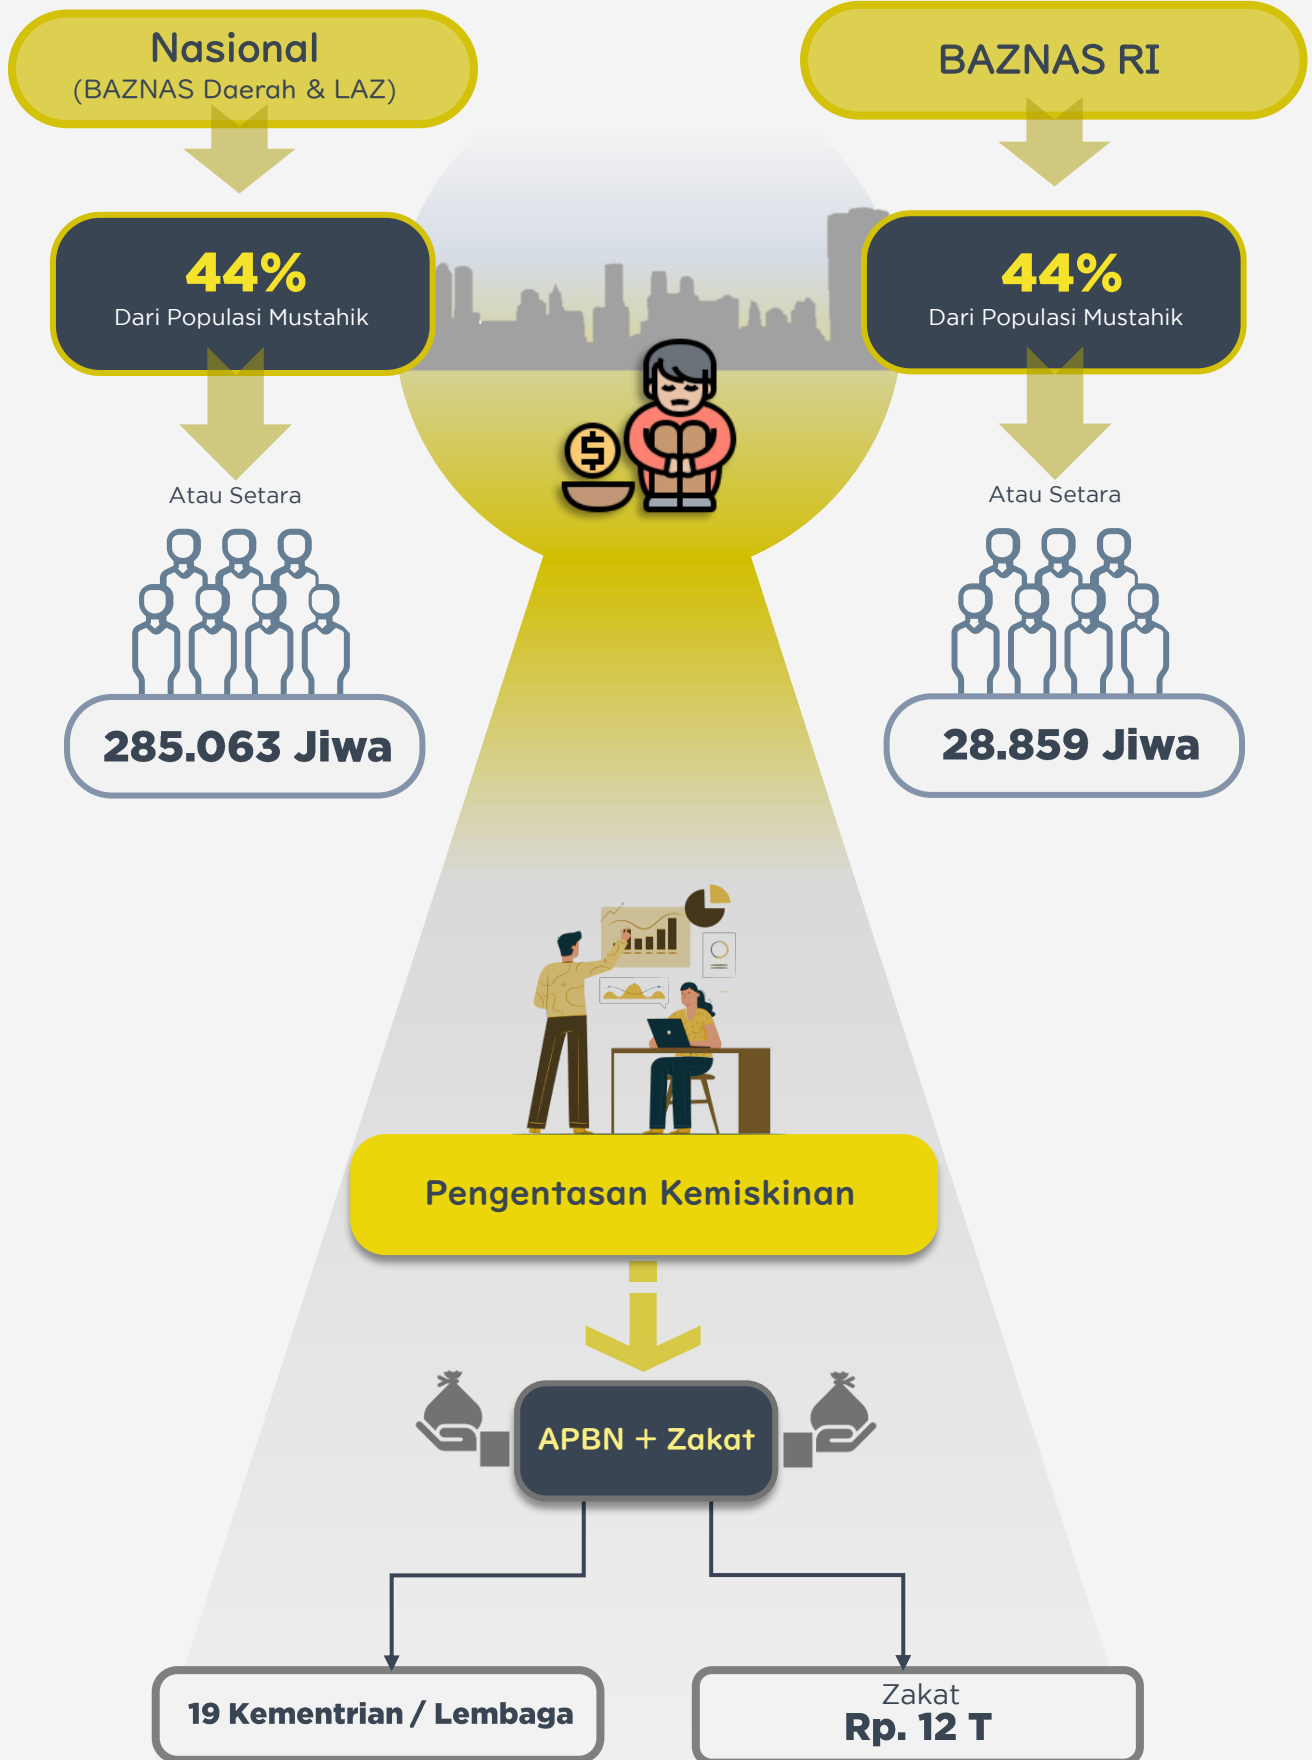 Nasional
(BAZNAS Daerah & LAZ)
BAZNAS RI
44%
Dari Populasi Mustahik
44%
Dari Populasi Mustahik
Atau Setara
Atau Setara
285.063 Jiwa
28.859 Jiwa
Pengentasan Kemiskinan
APBN + Zakat
19 Kementrian / Lembaga
Zakat
Rp. 12 T